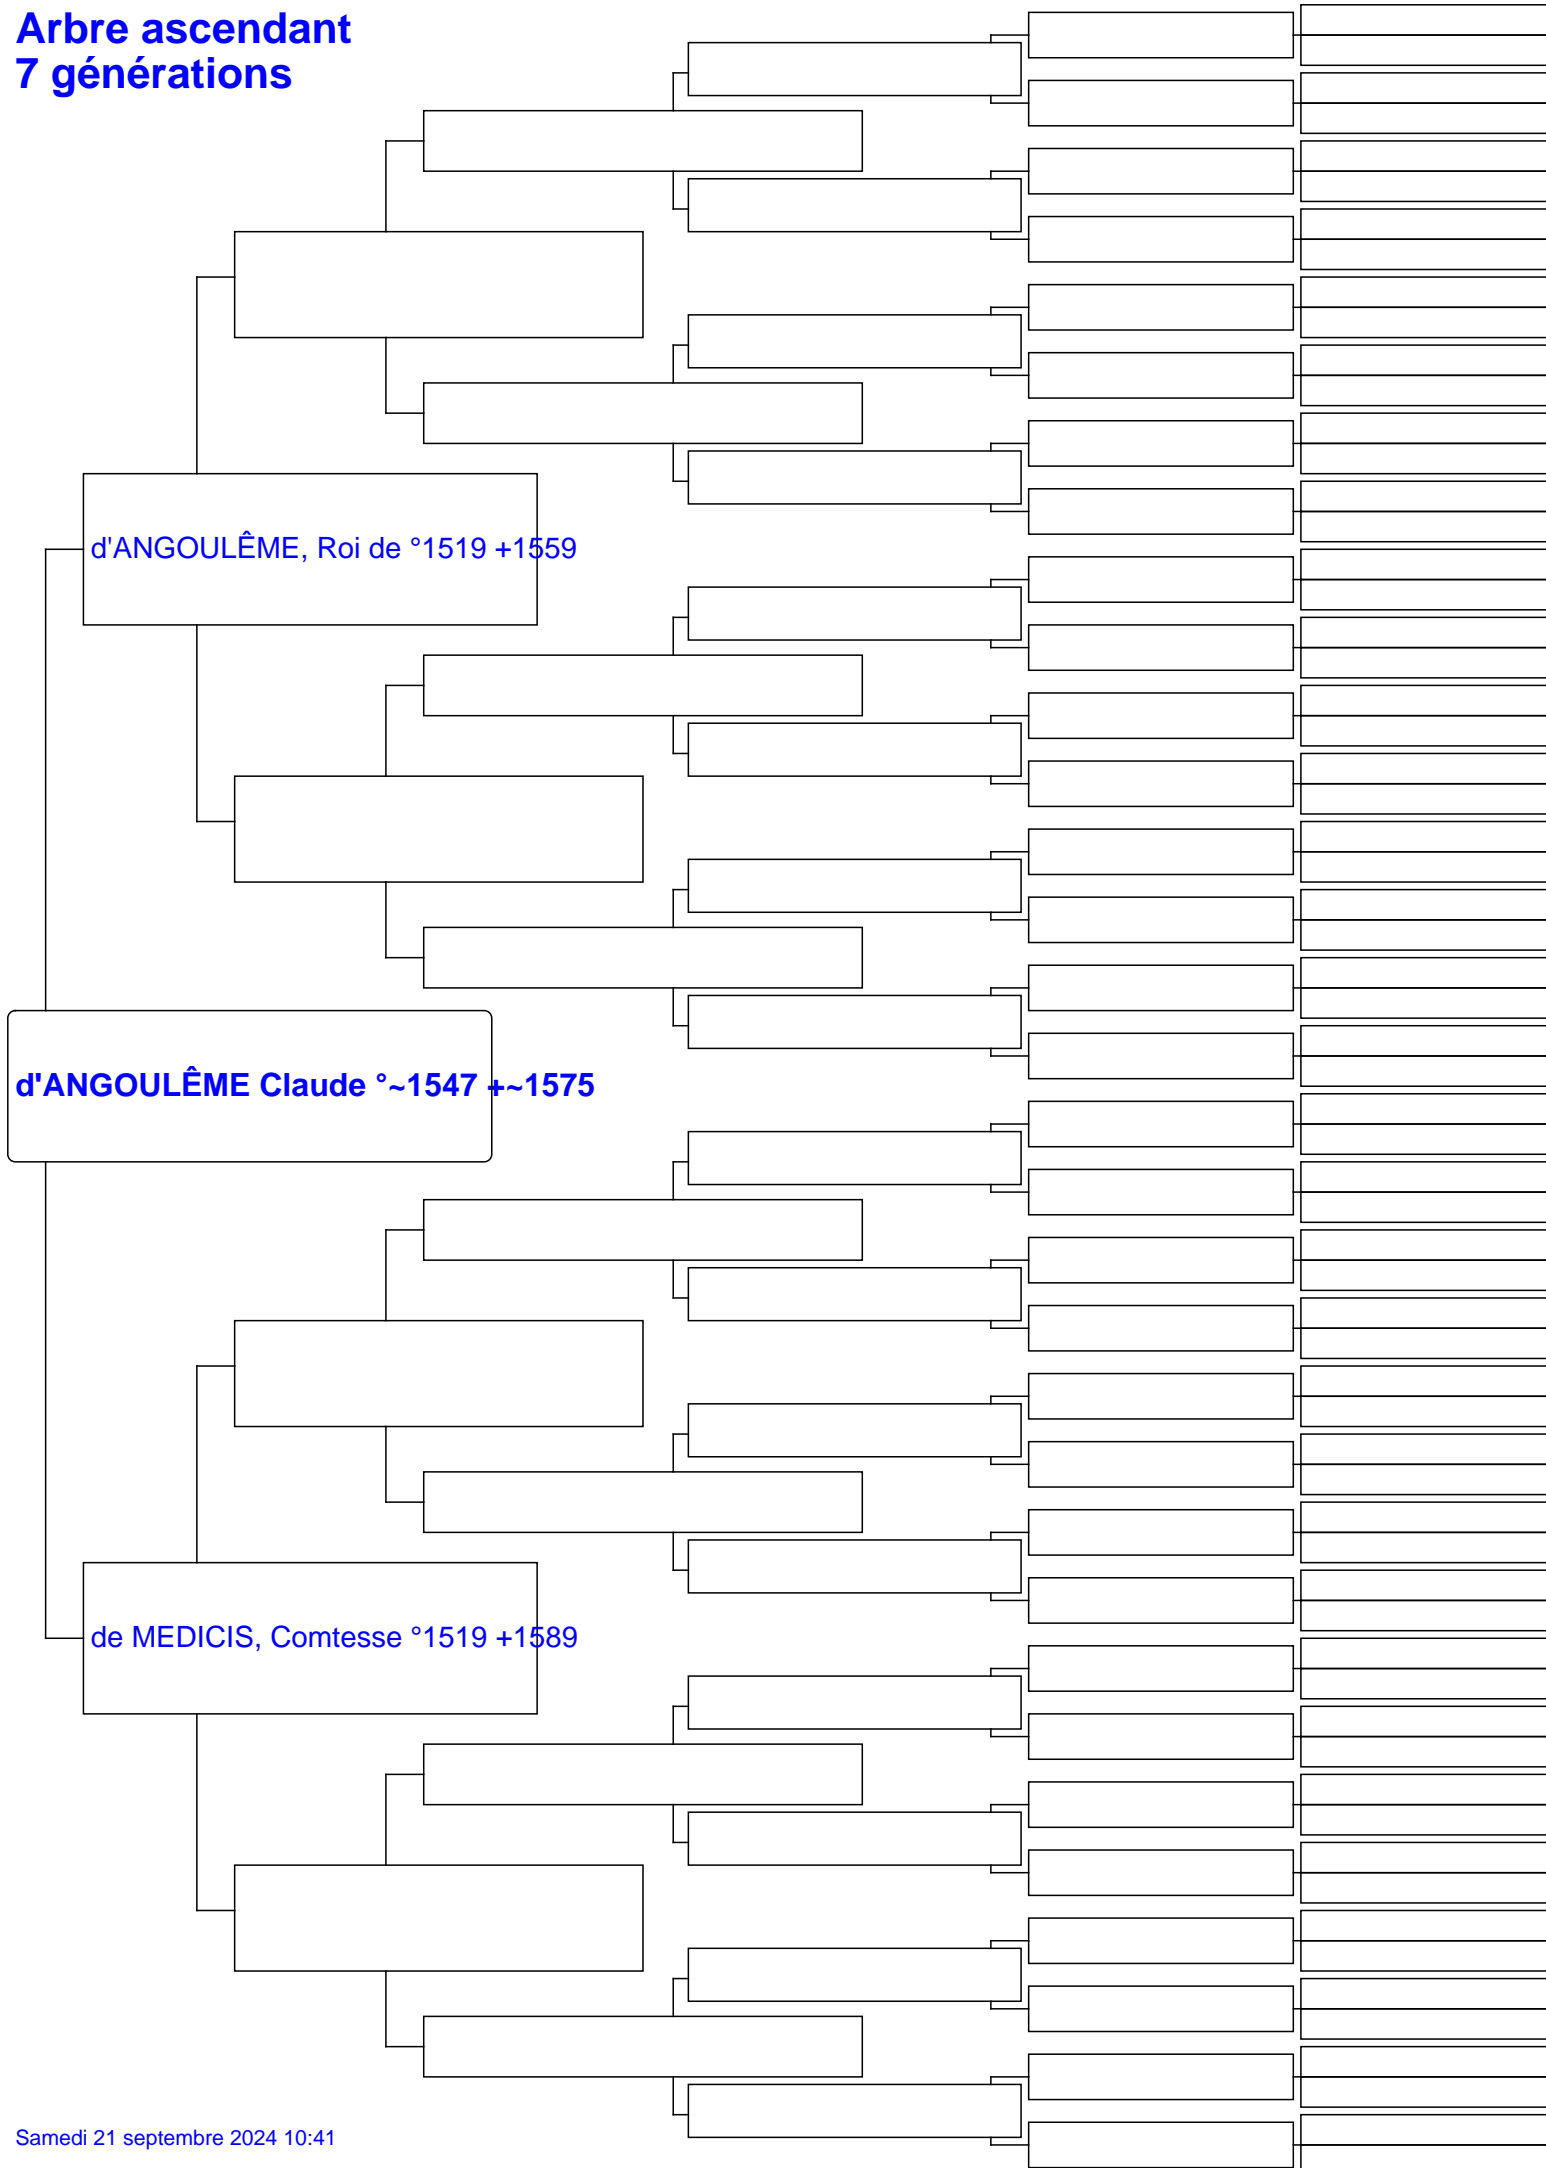 Arbre ascendant
7 générations
d'ANGOULÊME, Roi de °1519 +1559
d'ANGOULÊME Claude °~1547 +~1575
de MEDICIS, Comtesse °1519 +1589
Samedi 21 septembre 2024 10:41